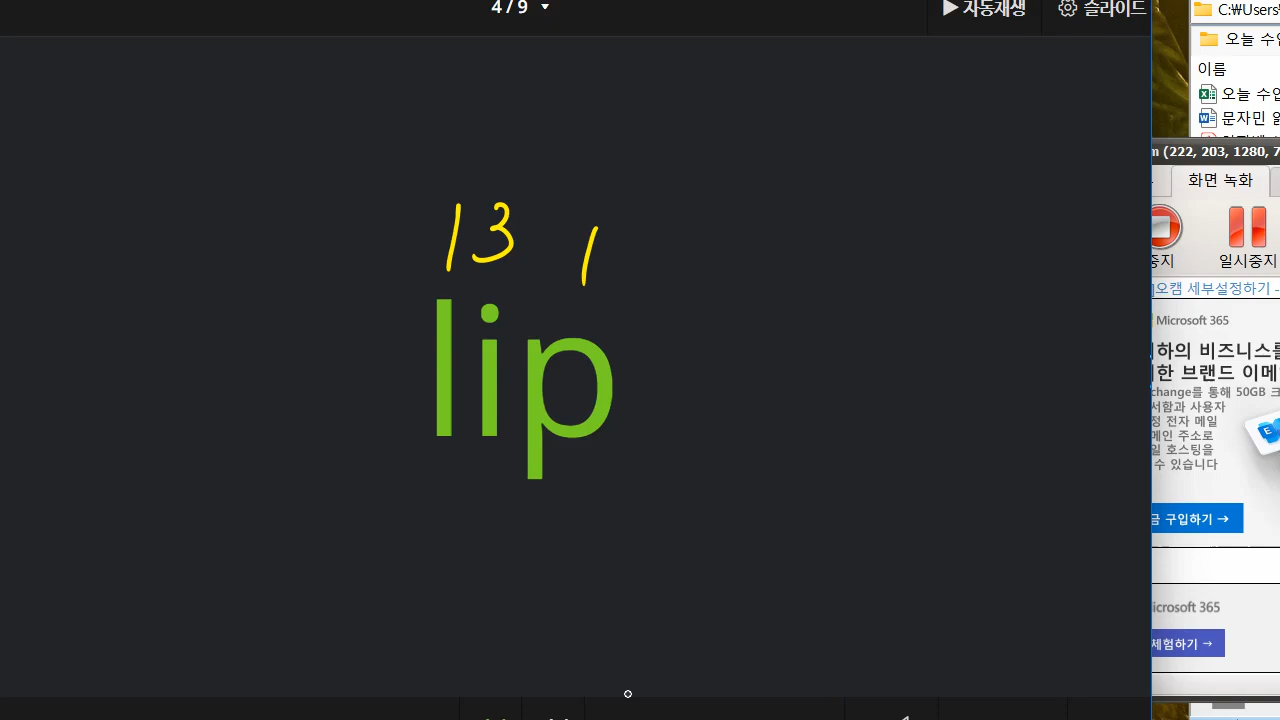 4 / 9
▶ 자동재생
슬라이드
C:₩Users
오늘 수
이름
오늘 수업
문자민
(222, 203, 1280, 7
화면 녹화
13 1
lip
중지
일시중지
]오캠 세부설정하기 -
Microsoft 365
하의 비즈니스를
한 브랜드 이메
change를 통해 50GB 크
서함과 사용자
정 전자 메일
메인 주소로
일 호스팅을
수 있습니다
금 구입하기 →
icrosoft 365
체험하기 →